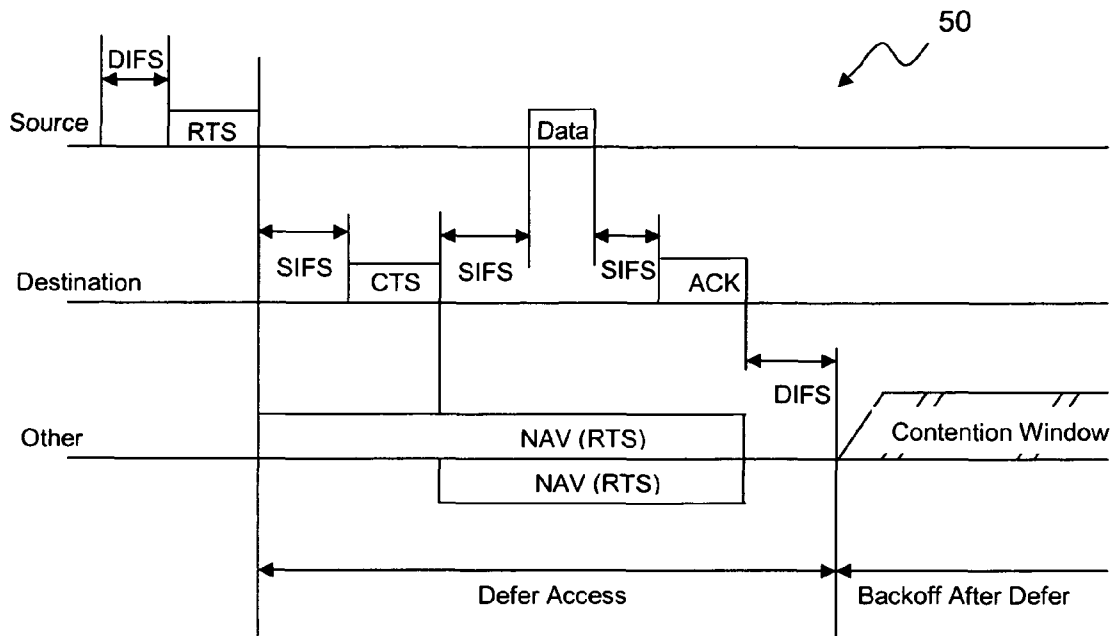 50
DIFS
Source
RTS
Data
SIFS
CTS
SIFS
SIFS
ACK
Destination
DIFS
Other
NAV (RTS)
Contention Window
NAV (RTS)
Defer Access
Backoff After Defer